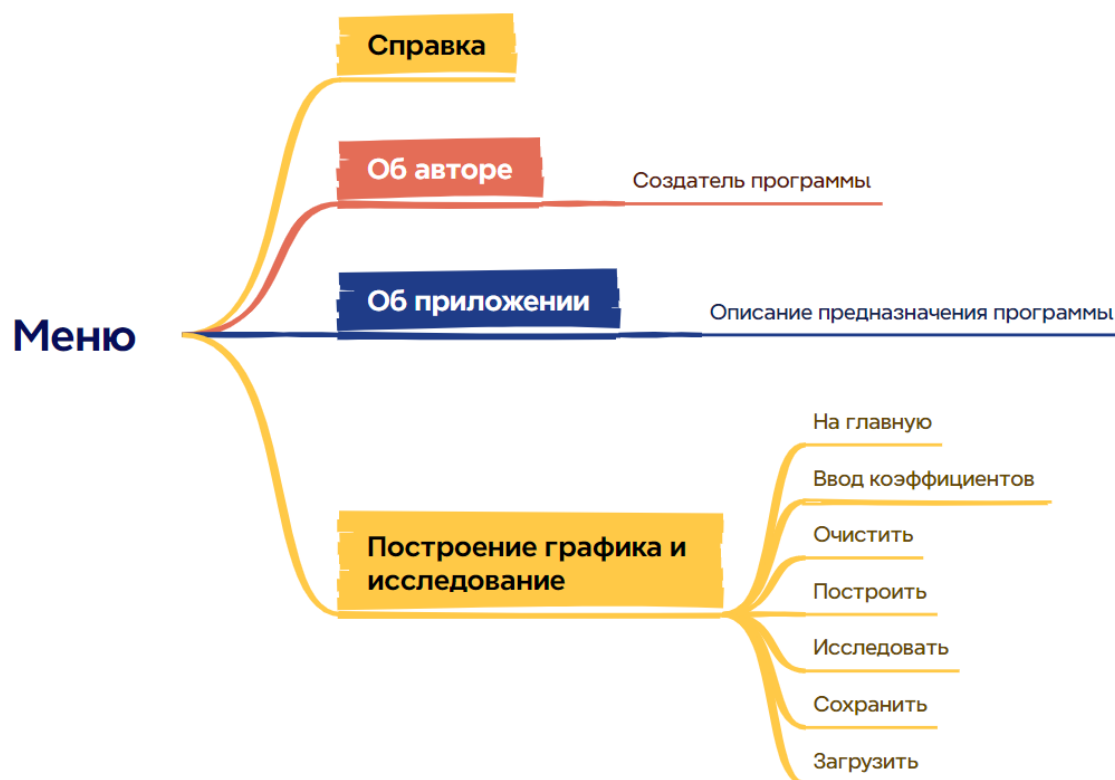 Справка
Об авторе
Создатель программы
Об приложении
Описание предназначения программы
Меню
На главную
Ввод коэффициентов
Очистить
Построение графика и
исследование
Построить
Исследовать
Сохранить
Загрузить